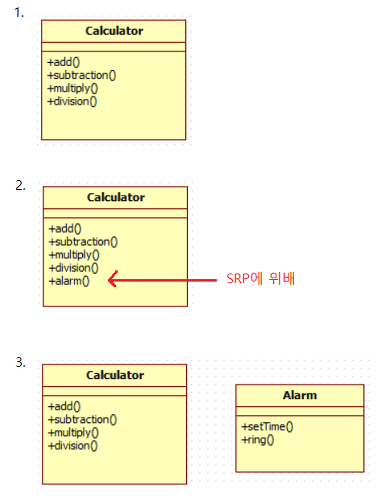 1.
Calculator
+add()
+subtraction()
+multiply()
+division()
2.
Calculator
+add()
+subtraction()
+multiply()
+division()
+alarm()
SRP에 위배
3.
Calculator
+add()
+subtraction()
+multiply()
+division()
Alarm
+setTime()
+ring()